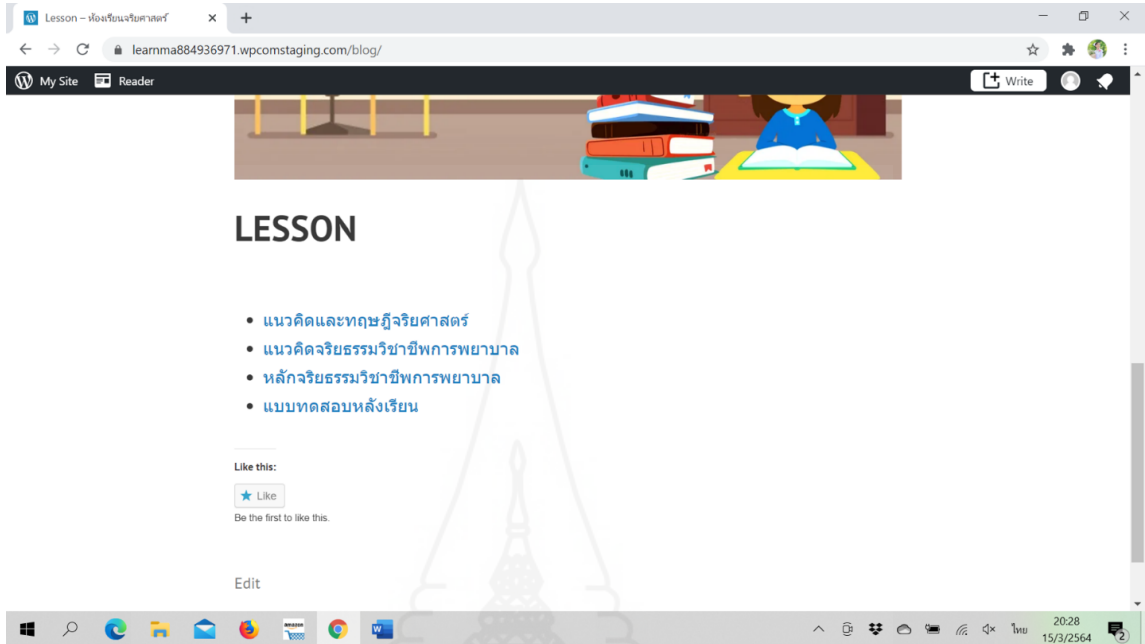 Lesson – ห้องเรียนจริยศาสตร์
learnma884936971.wpcomstaging.com/blog/
My Site Reader Write
LESSON
แนวคิดและทฤษฎีจริยศาสตร์
แนวคิดจริยธรรมวิชาชีพการพยาบาล
หลักจริยธรรมวิชาชีพการพยาบาล
แบบทดสอบหลังเรียน
Like this:
Like
Be the first to like this.
Edit
amazon
ไทย
20:28
15/3/2564
2